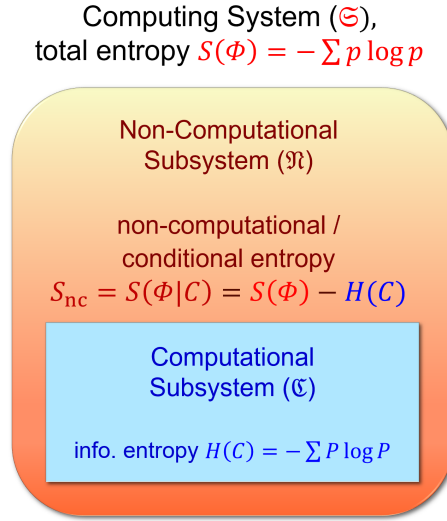 Computing System (𝔖),
total entropy S(Φ) = − ∑ p log p
Non-Computational
Subsystem (𝔑)
non-computational /
conditional entropy
S_nc = S(Φ|C) = S(Φ) − H(C)
Computational
Subsystem (ℭ)
info. entropy H(C) = − ∑ P log P